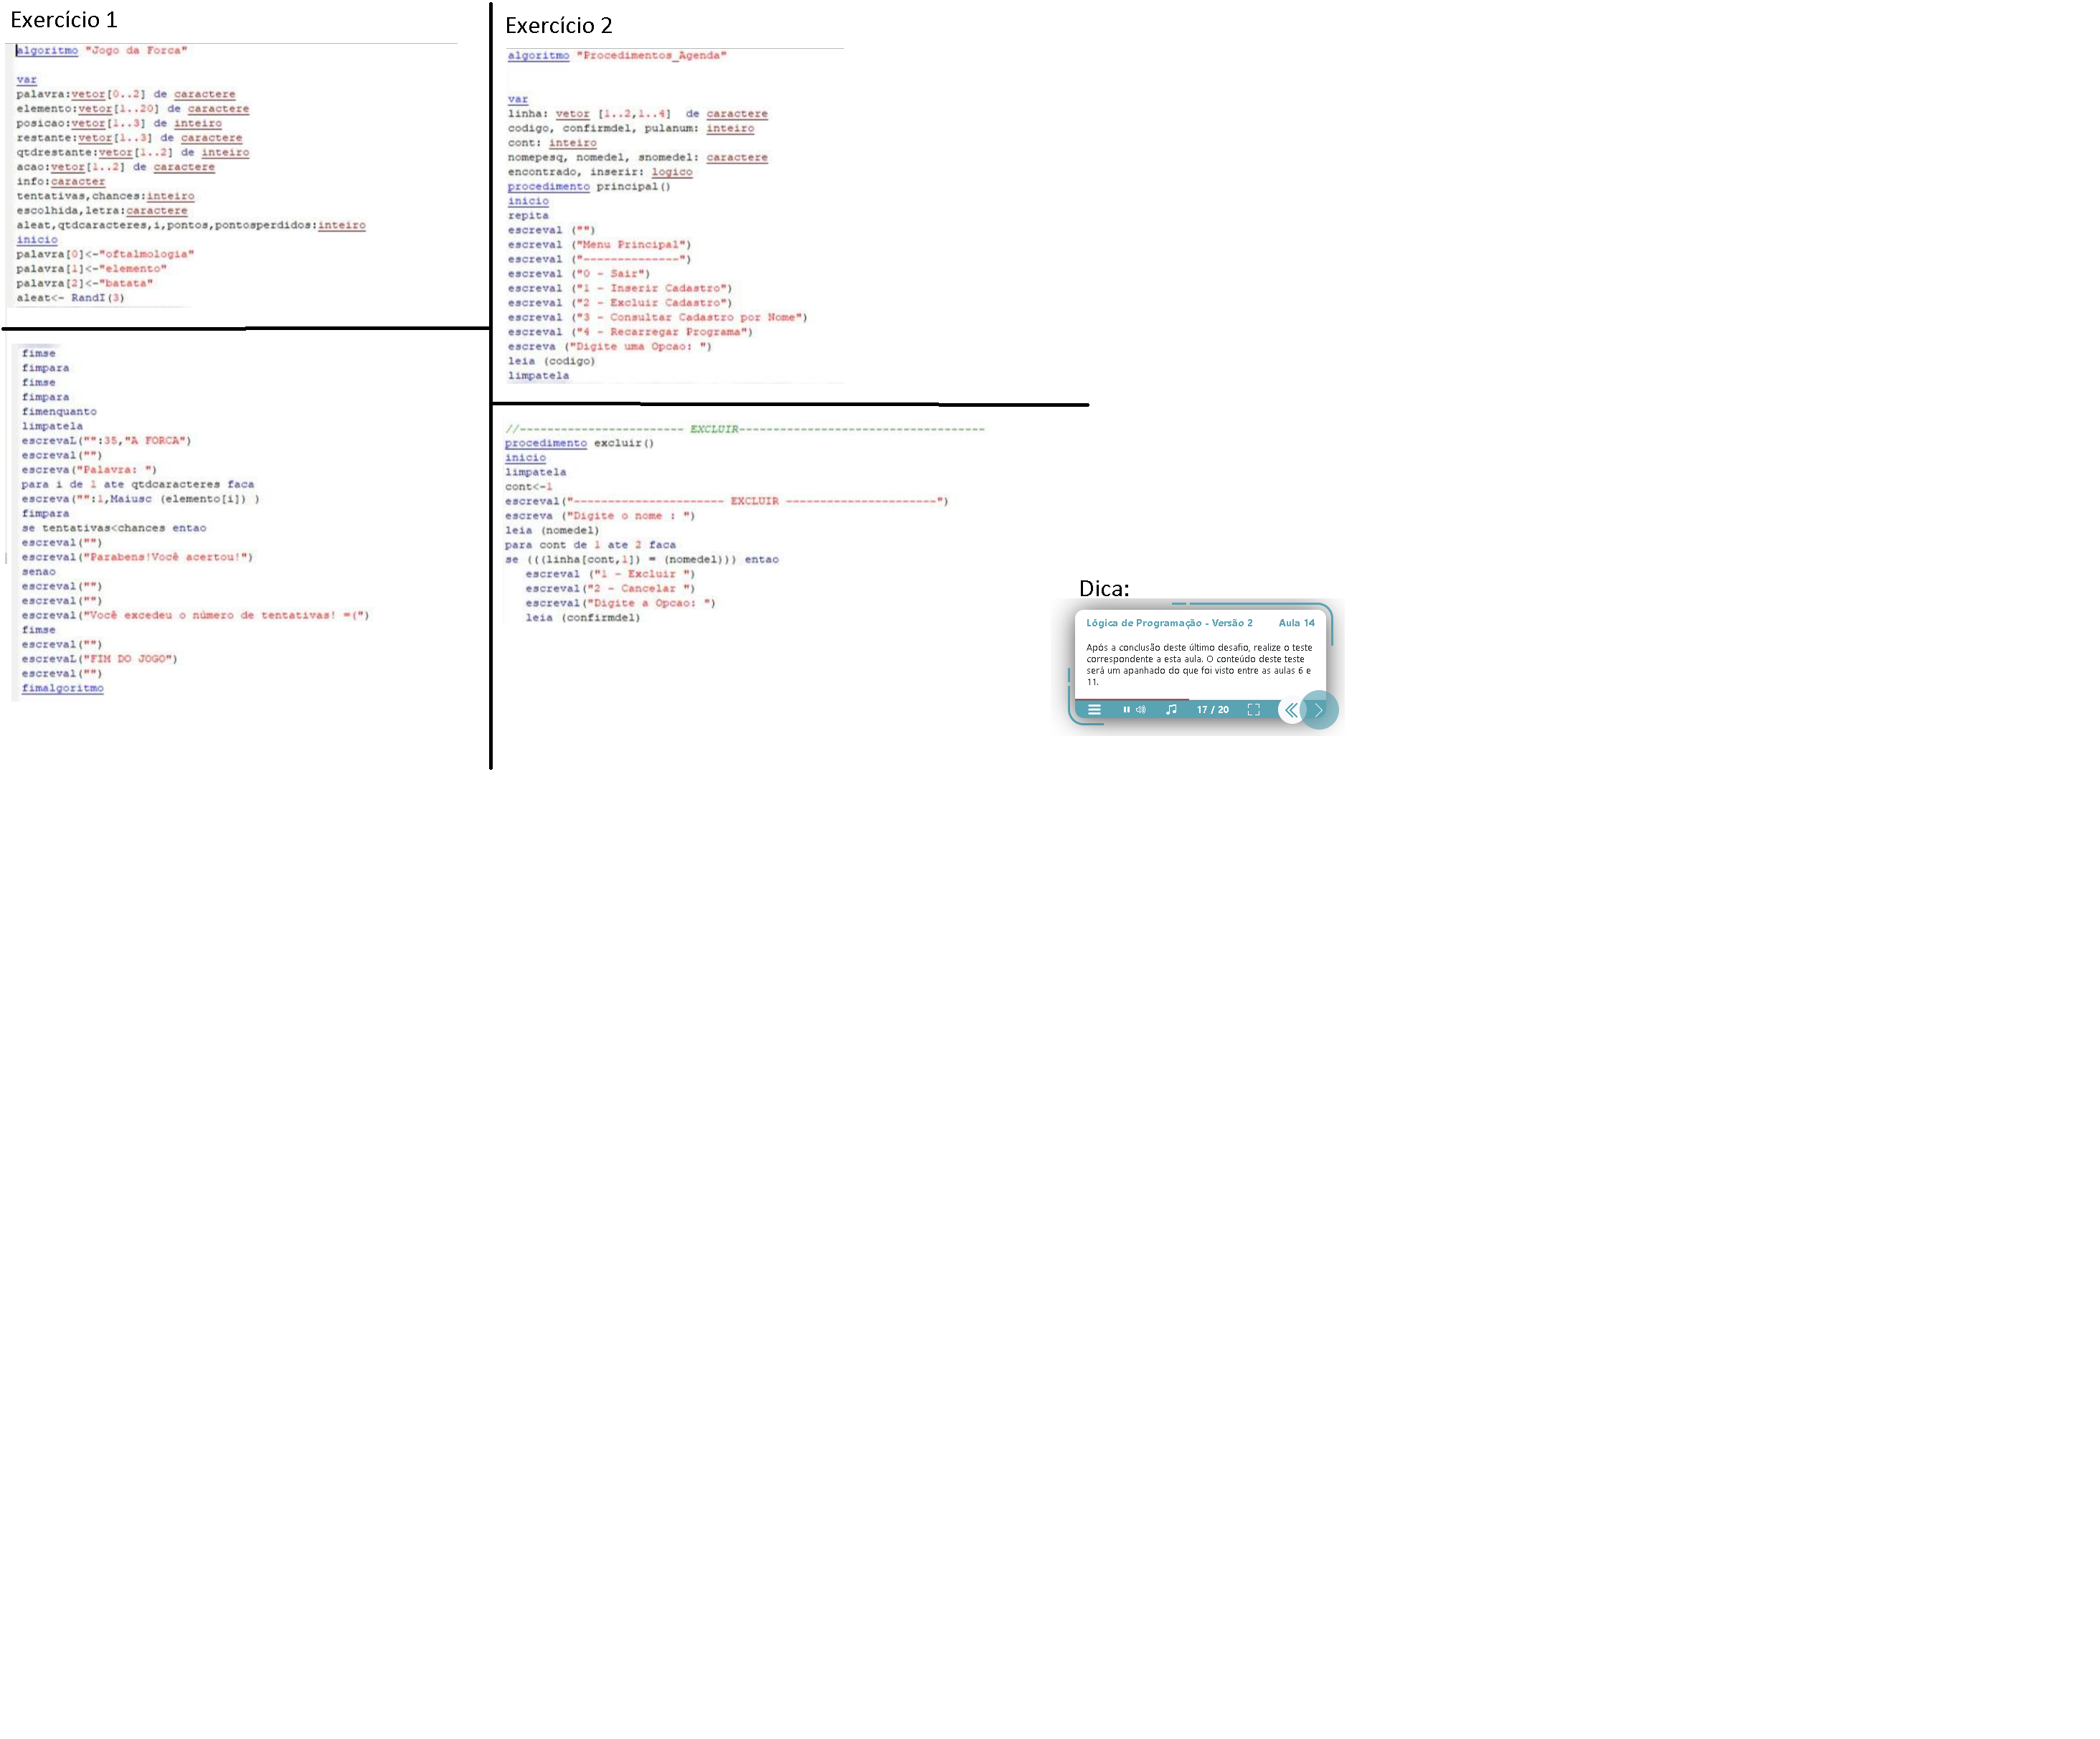 Exercício 1
algoritmo "Jogo da Forca"
var
palavra:vetor[0..2] de caractere
elemento:vetor[1..20] de caractere
posicao:vetor[1..3] de inteiro
restante:vetor[1..3] de caractere
qtdrestante:vetor[1..2] de inteiro
acao:vetor[1..2] de caractere
info:caracter
tentativas,chances:inteiro
escolhida,letra:caractere
aleat,qtdcaracteres,i,pontos,pontosperdidos:inteiro
inicio
palavra[0]<-"oftalmologia"
palavra[1]<-"elemento"
palavra[2]<-"batata"
aleat<- RandI(3)
fimse
fimpara
fimse
fimpara
fimenquanto
limpatela
escrevaL("":35,"A FORCA")
escreval("")
escreva("Palavra: ")
para i de 1 ate qtdcaracteres faca
escreva("":1,Maiusc (elemento[i]) )
fimpara
se tentativas<chances entao
escreval("")
escreval("Parabens!Você acertou!")
senao
escreval("")
escreval("")
escreval("Você excedeu o número de tentativas! =(")
fimse
escreval("")
escrevaL("FIM DO JOGO")
escreval("")
fimalgoritmo
Exercício 2
algoritmo "Procedimentos_Agenda"
var
linha: vetor [1..2,1..4] de caractere
codigo, confirmdel, pulanum: inteiro
cont: inteiro
nomepesq, nomedel, snomedel: caractere
encontrado, inserir: logico
procedimento principal()
inicio
repita
escreval ("")
escreval ("Menu Principal")
escreval ("--------------")
escreval ("0 - Sair")
escreval ("1 - Inserir Cadastro")
escreval ("2 - Excluir Cadastro")
escreval ("3 - Consultar Cadastro por Nome")
escreval ("4 - Recarregar Programa")
escreva ("Digite uma Opcao: ")
leia (codigo)
limpatela
//------------------------ EXCLUIR------------------------------------
procedimento excluir()
inicio
limpatela
cont<-1
escreval("---------------------- EXCLUIR ----------------------")
escreva ("Digite o nome : ")
leia (nomedel)
para cont de 1 ate 2 faca
se (((linha[cont,1]) = (nomedel))) entao
escreval ("1 - Excluir ")
escreval("2 - Cancelar ")
escreval("Digite a Opcao: ")
leia (confirmdel)
Dica:
Lógica de Programação - Versão 2 Aula 14
Após a conclusão deste último desafio, realize o teste
correspondente a esta aula. O conteúdo deste teste
será um apanhado do que foi visto entre as aulas 6 e
11.
17 / 20